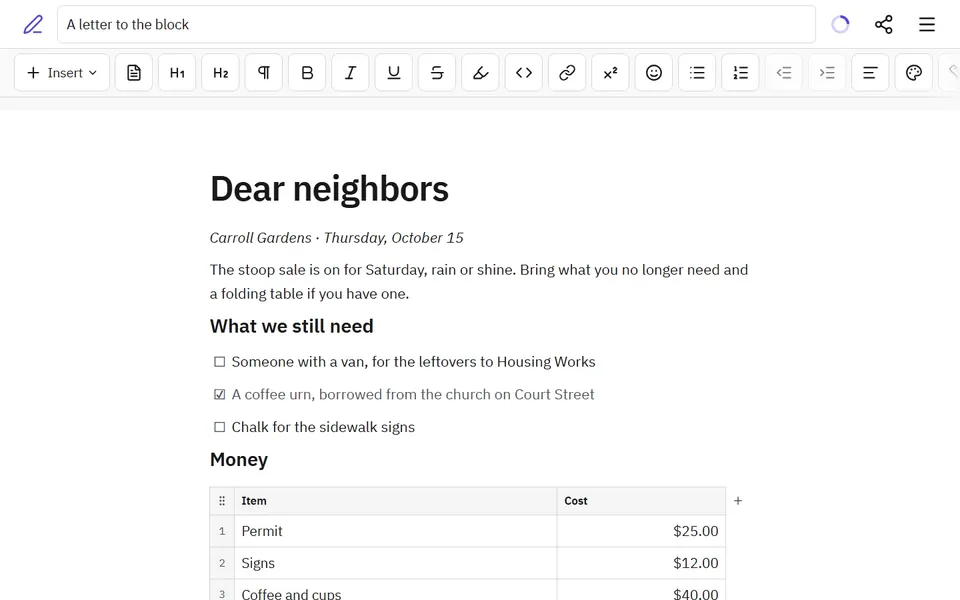 A letter to the block
Insert
H1
H2
B
I
U
S
x²
Dear neighbors
Carroll Gardens · Thursday, October 15
The stoop sale is on for Saturday, rain or shine. Bring what you no longer need and
a folding table if you have one.
What we still need
Someone with a van, for the leftovers to Housing Works
A coffee urn, borrowed from the church on Court Street
Chalk for the sidewalk signs
Money
Item Cost
1 Permit $25.00
2 Signs $12.00
3 Coffee and cups $40.00